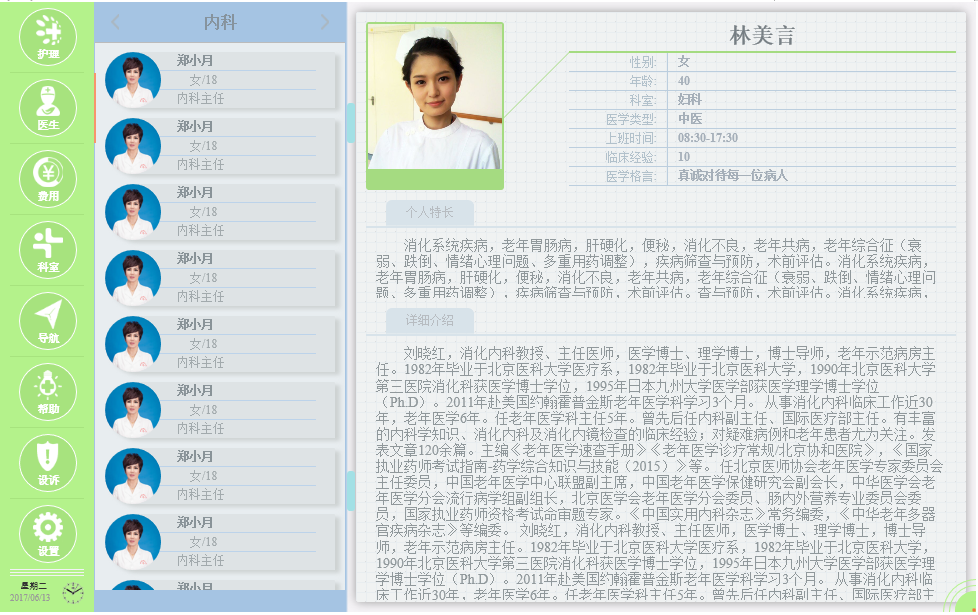 护理
医生
费用
科室
导航
帮助
投诉
设置
星期二
2017/06/13
内科
郑小月
女/18
内科主任
郑小月
女/18
内科主任
郑小月
女/18
内科主任
郑小月
女/18
内科主任
郑小月
女/18
内科主任
郑小月
女/18
内科主任
郑小月
女/18
内科主任
郑小月
女/18
内科主任
郑小月
林美言
性别: 女
年龄: 40
科室: 妇科
医学类型: 中医
上班时间: 08:30-17:30
临床经验: 10
医学格言: 真诚对待每一位病人
个人特长
消化系统疾病，老年胃肠病，肝硬化，便秘，消化不良，老年共病，老年综合征（衰
弱、跌倒、情绪心理问题、多重用药调整），疾病筛查与预防，术前评估。消化系统疾病，
老年胃肠病，肝硬化，便秘，消化不良，老年共病，老年综合征（衰弱、跌倒、情绪心理问
题、多重用药调整），疾病筛查与预防，术前评估。查与预防，术前评估。消化系统疾病，
详细介绍
刘晓红，消化内科教授、主任医师，医学博士、理学博士，博士导师，老年示范病房主
任。1982年毕业于北京医科大学医疗系，1982年毕业于北京医科大学，1990年北京医科大学
第三医院消化科获医学博士学位，1995年日本九州大学医学部获医学理学博士学位
（Ph.D）。2011年赴美国约翰霍普金斯老年医学科学习3个月。 从事消化内科临床工作近30
年，老年医学6年。任老年医学科主任5年。曾先后任内科副主任、国际医疗部主任。有丰富
的内科学知识、消化内科及消化内镜检查的临床经验；对疑难病例和老年患者尤为关注。发
表文章120余篇。主编《老年医学速查手册》《老年医学诊疗常规/北京协和医院》，《国家
执业药师考试指南-药学综合知识与技能（2015）》等。 任北京医师协会老年医学专家委员会
主任委员，中国老年医学中心联盟副主席，中国老年医学保健研究会副会长，中华医学会老
年医学分会流行病学组副组长，北京医学会老年医学分会委员、肠内外营养专业委员会委
员，国家执业药师资格考试命审题专家。《中国实用内科杂志》常务编委，《中华老年多器
官疾病杂志》等编委。 刘晓红，消化内科教授、主任医师，医学博士、理学博士，博士导
师，老年示范病房主任。1982年毕业于北京医科大学医疗系，1982年毕业于北京医科大学，
1990年北京医科大学第三医院消化科获医学博士学位，1995年日本九州大学医学部获医学理
学博士学位（Ph.D）。2011年赴美国约翰霍普金斯老年医学科学习3个月。 从事消化内科临
床工作近30年，老年医学6年。任老年医学科主任5年。曾先后任内科副主任、国际医疗部主